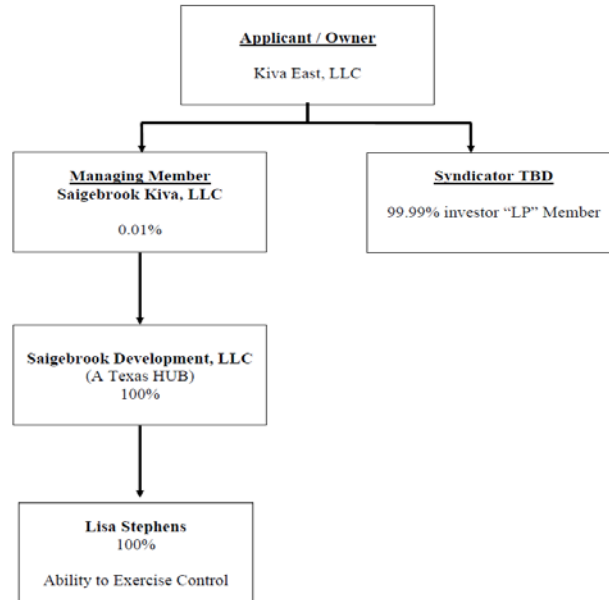 Applicant / Owner
Kiva East, LLC
Managing Member
Saigebrook Kiva, LLC
0.01%
Syndicator TBD
99.99% investor “LP” Member
Saigebrook Development, LLC
(A Texas HUB)
100%
Lisa Stephens
100%
Ability to Exercise Control